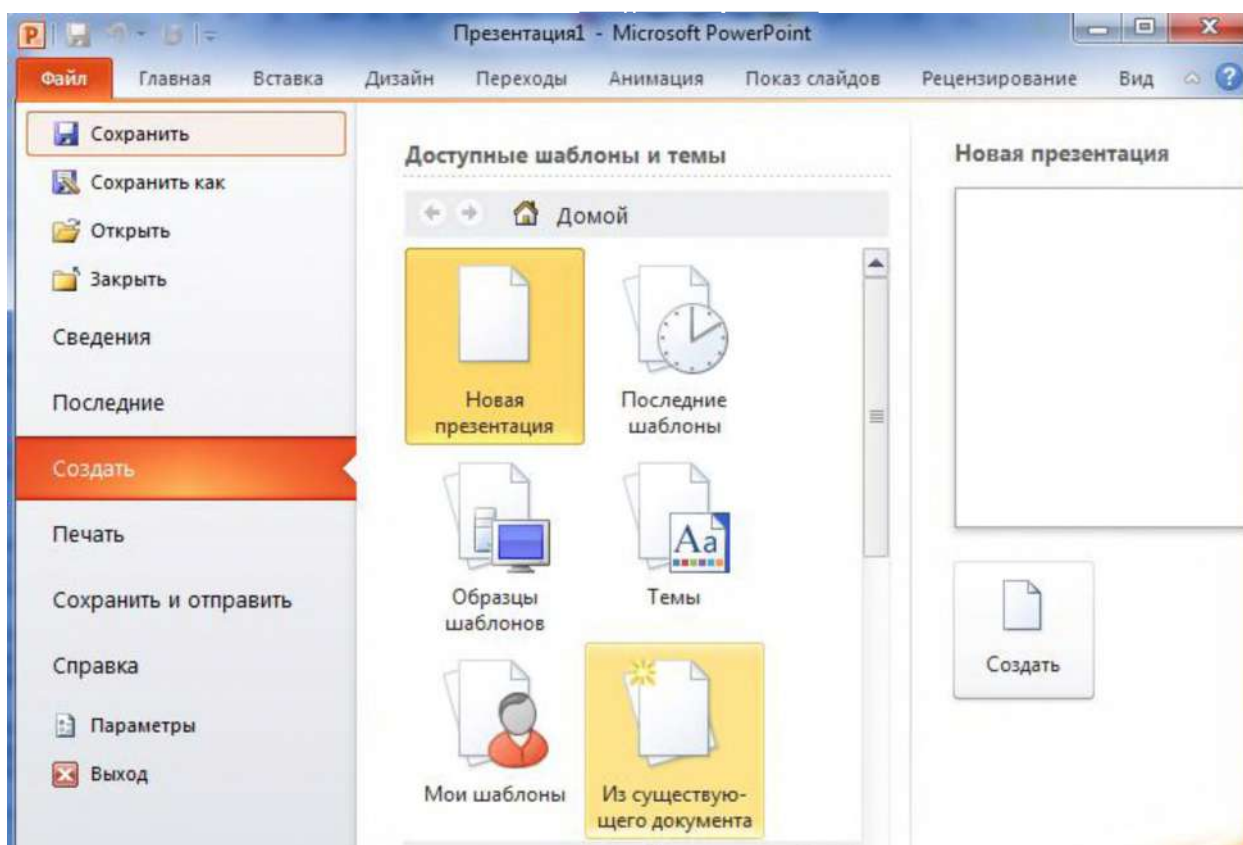 Презентация1 - Microsoft PowerPoint
Файл Главная Вставка Дизайн Переходы Анимация Показ слайдов Рецензирование Вид
Сохранить
Сохранить как
Открыть
Закрыть
Сведения
Последние
Создать
Печать
Сохранить и отправить
Справка
Параметры
Выход
Доступные шаблоны и темы
Домой
Новая
презентация
Последние
шаблоны
Образцы
шаблонов
Aa
Темы
Мои шаблоны
Из существую-
щего документа
Новая презентация
Создать